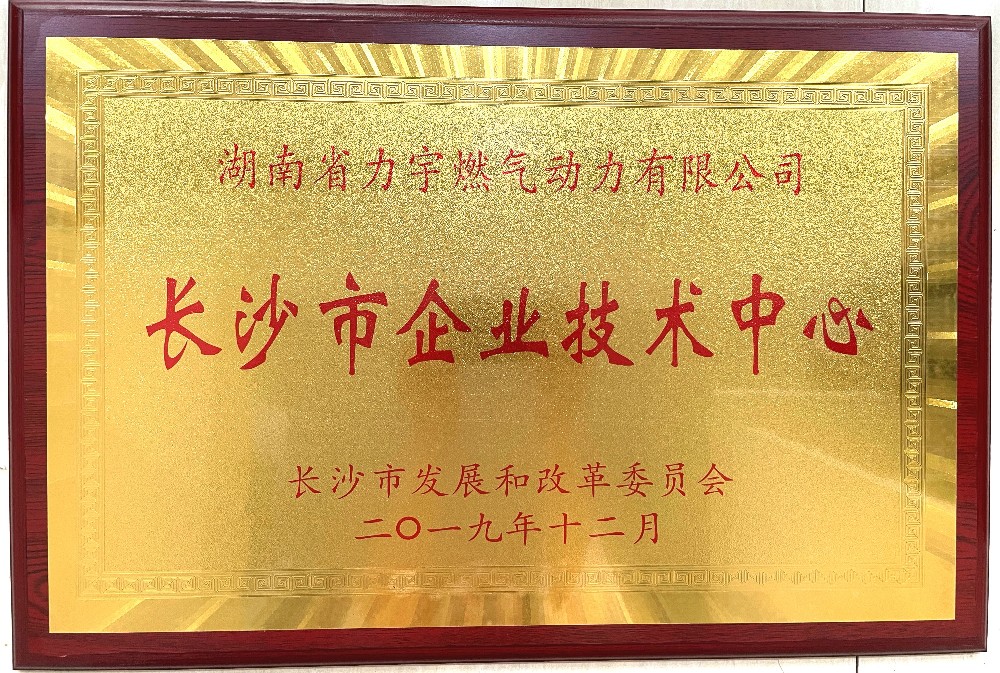 湖南省力宇燃气动力有限公司
长沙市企业技术中心
长沙市发展和改革委员会
二〇一九年十二月